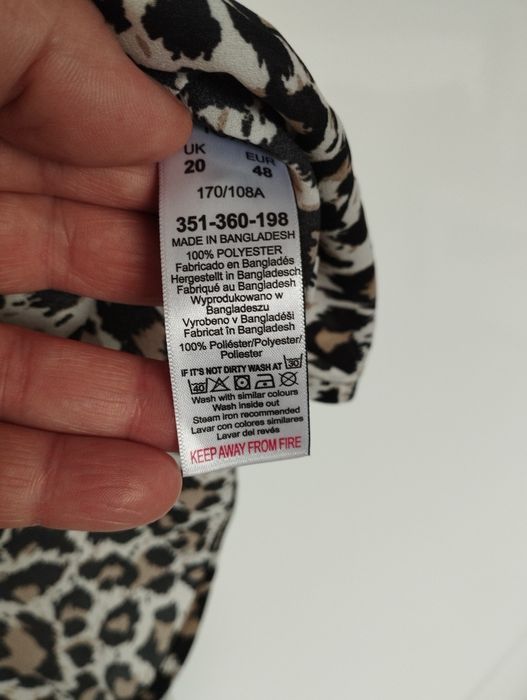 UK EUR
20 48
170/108A
351-360-198
MADE IN BANGLADESH
100% POLYESTER
Fabricado en Bangladés
Hergestellt in Bangladesch
Fabriqué au Bangladesh
Wyprodukowano w
Bangladeszu
Vyrobeno v Bangladéši
Fabricat în Bangladesh
100% Poliéster/Polyester/
Poliester
IF IT'S NOT DIRTY WASH AT 30
40
Wash with similar colours
Wash inside out
Steam iron recommended
Lavar con colores similares
Lavar del revés
KEEP AWAY FROM FIRE